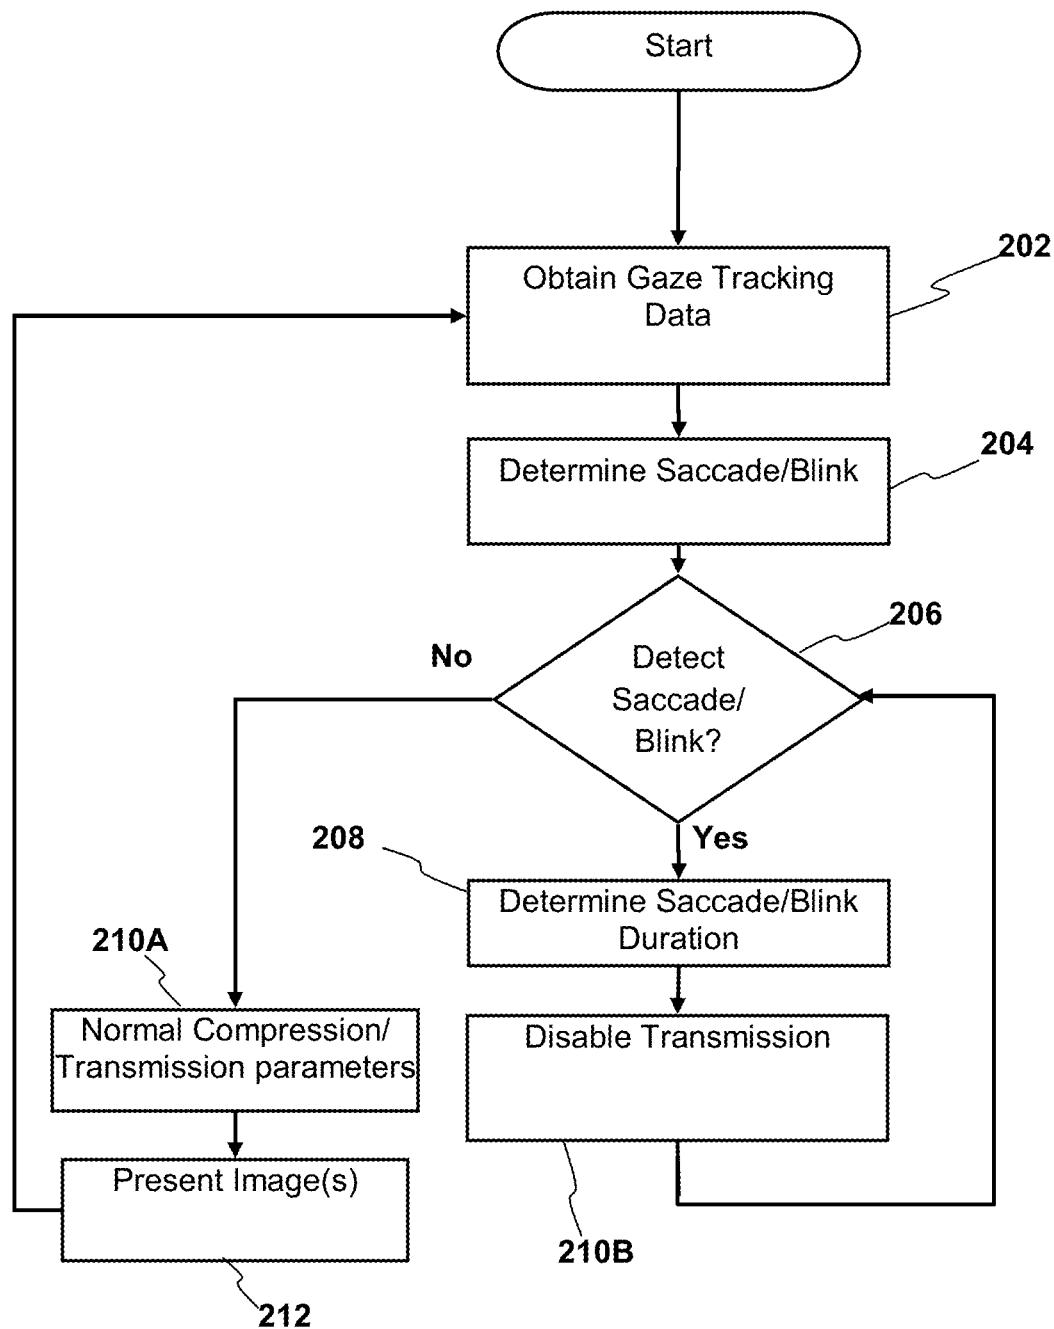 Start
202
Obtain Gaze Tracking
Data
204
Determine Saccade/Blink
206
No
Detect
Saccade/
Blink?
Yes
208
Determine Saccade/Blink
Duration
210A
Normal Compression/
Transmission parameters
Disable Transmission
Present Image(s)
210B
212